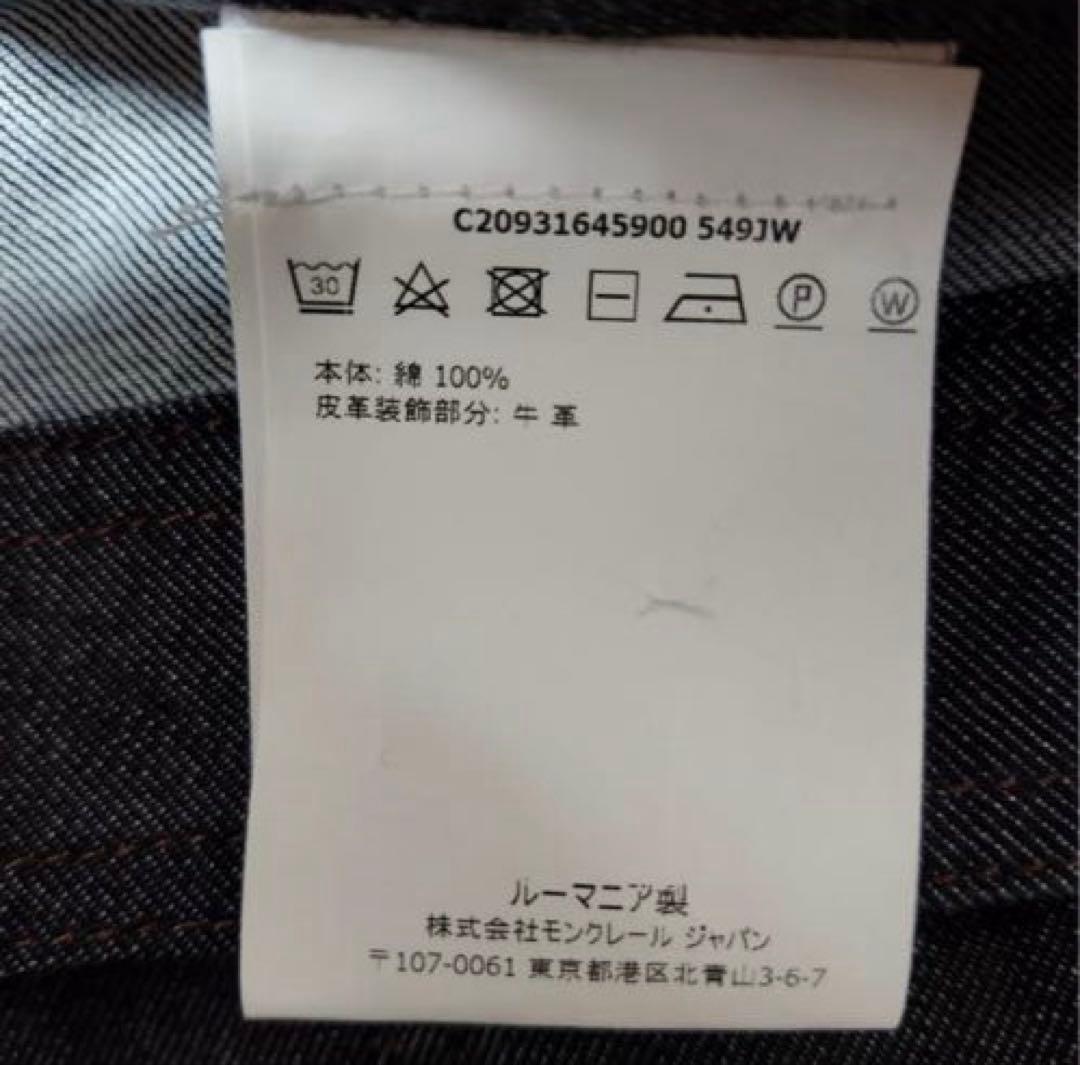 C20931645900 549JW
30 P W
本体: 綿 100%
皮革装飾部分: 牛 革
ルーマニア製
株式会社モンクレール ジャパン
〒107-0061 東京都港区北青山3-6-7